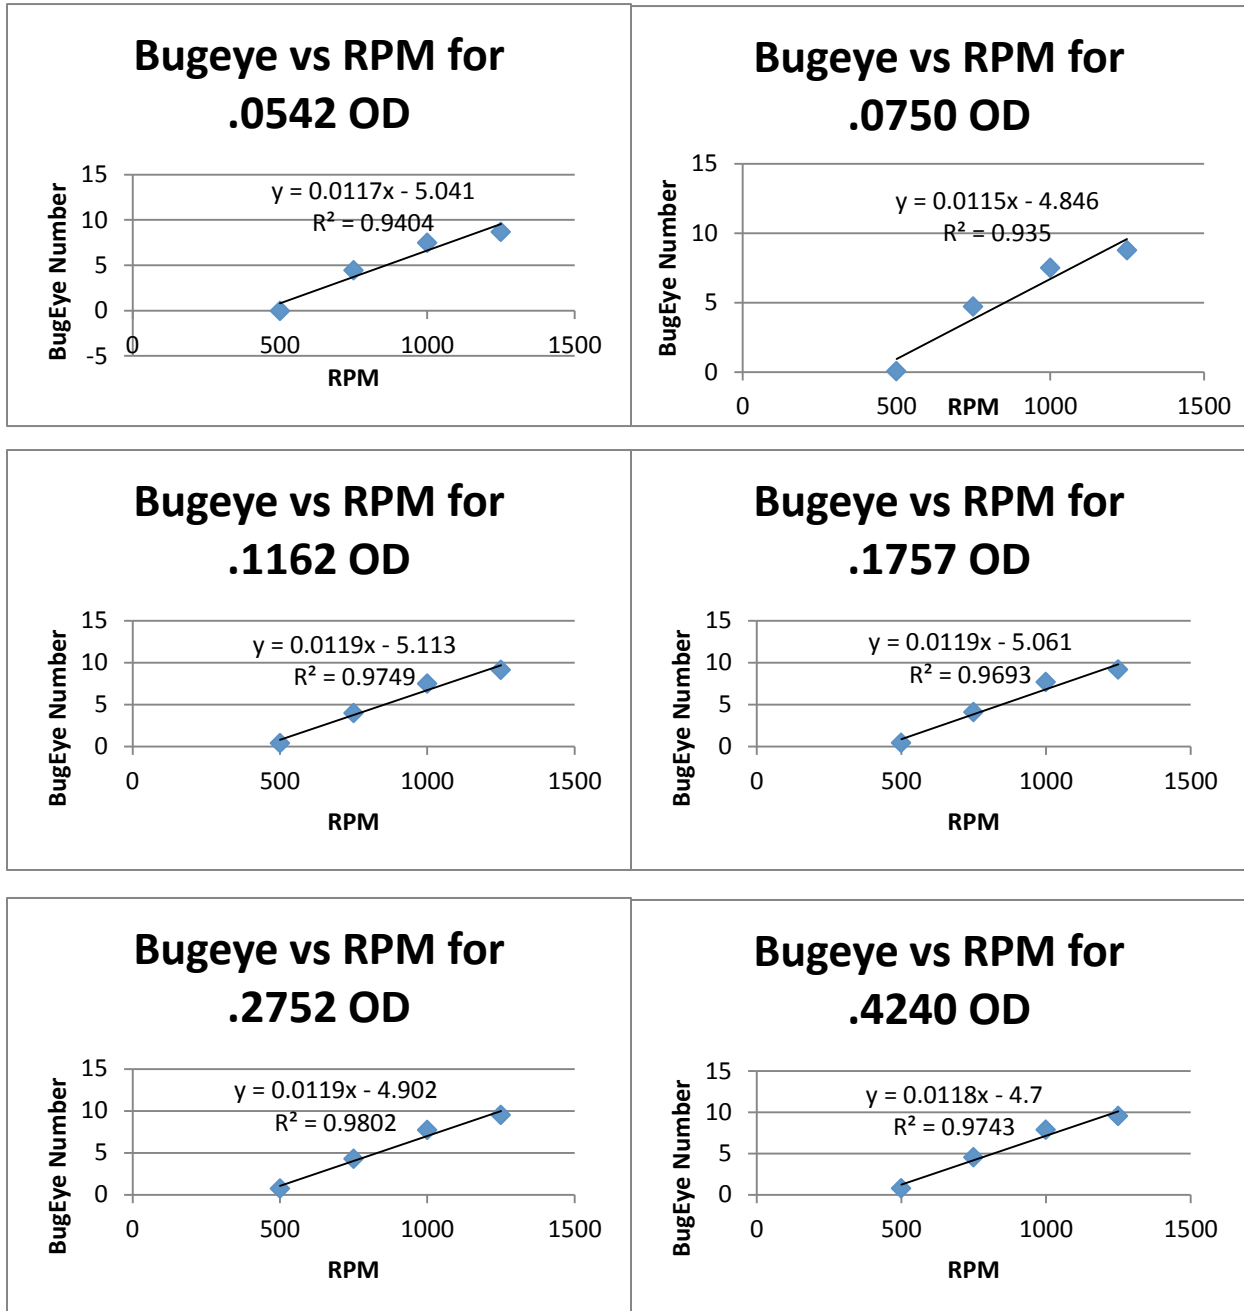 Bugeye vs RPM for
.0542 OD
BugEye Number
15
10
5
0
-5
y = 0.0117x - 5.041
R² = 0.9404
0
500
1000
1500
RPM
Bugeye vs RPM for
.0750 OD
BugEye Number
15
10
5
0
y = 0.0115x - 4.846
R² = 0.935
0
500
1000
1500
RPM
Bugeye vs RPM for
.1162 OD
BugEye Number
15
10
5
0
y = 0.0119x - 5.113
R² = 0.9749
0
500
1000
1500
RPM
Bugeye vs RPM for
.1757 OD
BugEye Number
15
10
5
0
y = 0.0119x - 5.061
R² = 0.9693
0
500
1000
1500
RPM
Bugeye vs RPM for
.2752 OD
BugEye Number
15
10
5
0
y = 0.0119x - 4.902
R² = 0.9802
0
500
1000
1500
RPM
Bugeye vs RPM for
.4240 OD
BugEye Number
15
10
5
0
y = 0.0118x - 4.7
R² = 0.9743
0
500
1000
1500
RPM